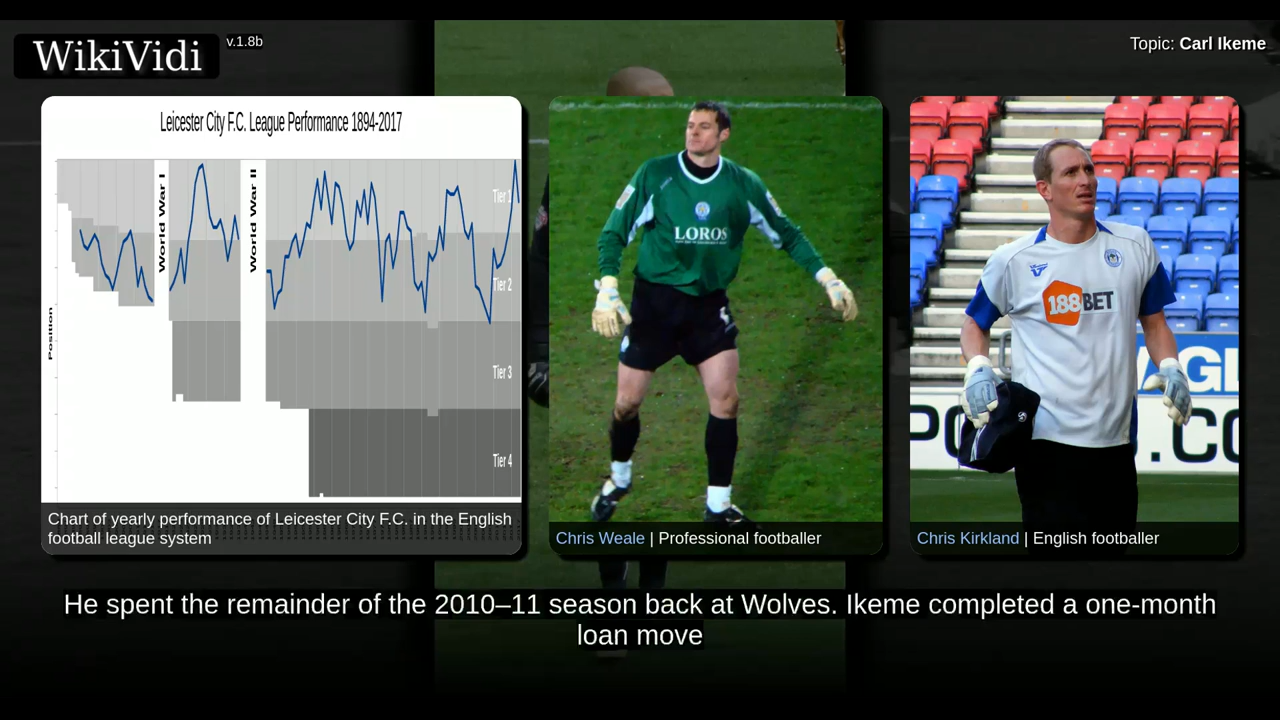 WikiVidi
v.1.8b
Topic: Carl Ikeme
Leicester City F.C. League Performance 1894-2017
World War I
World War II
Position
Tier 1
Tier 2
Tier 3
Tier 4
Chart of yearly performance of Leicester City F.C. in the English
football league system
LOROS
Chris Weale | Professional footballer
188BET
Chris Kirkland | English footballer
He spent the remainder of the 2010–11 season back at Wolves. Ikeme completed a one-month
loan move